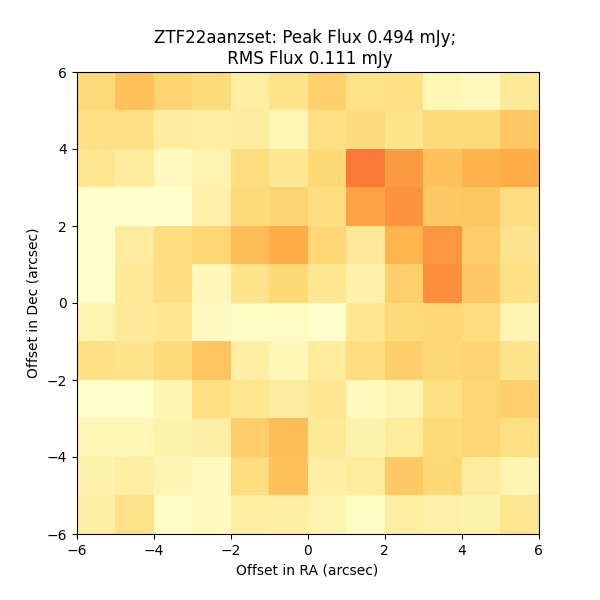 ZTF22aanzset: Peak Flux 0.494 mJy;
RMS Flux 0.111 mJy
6
4
2
0
−2
−4
−6
Offset in Dec (arcsec)
−6 −4 −2 0 2 4 6
Offset in RA (arcsec)